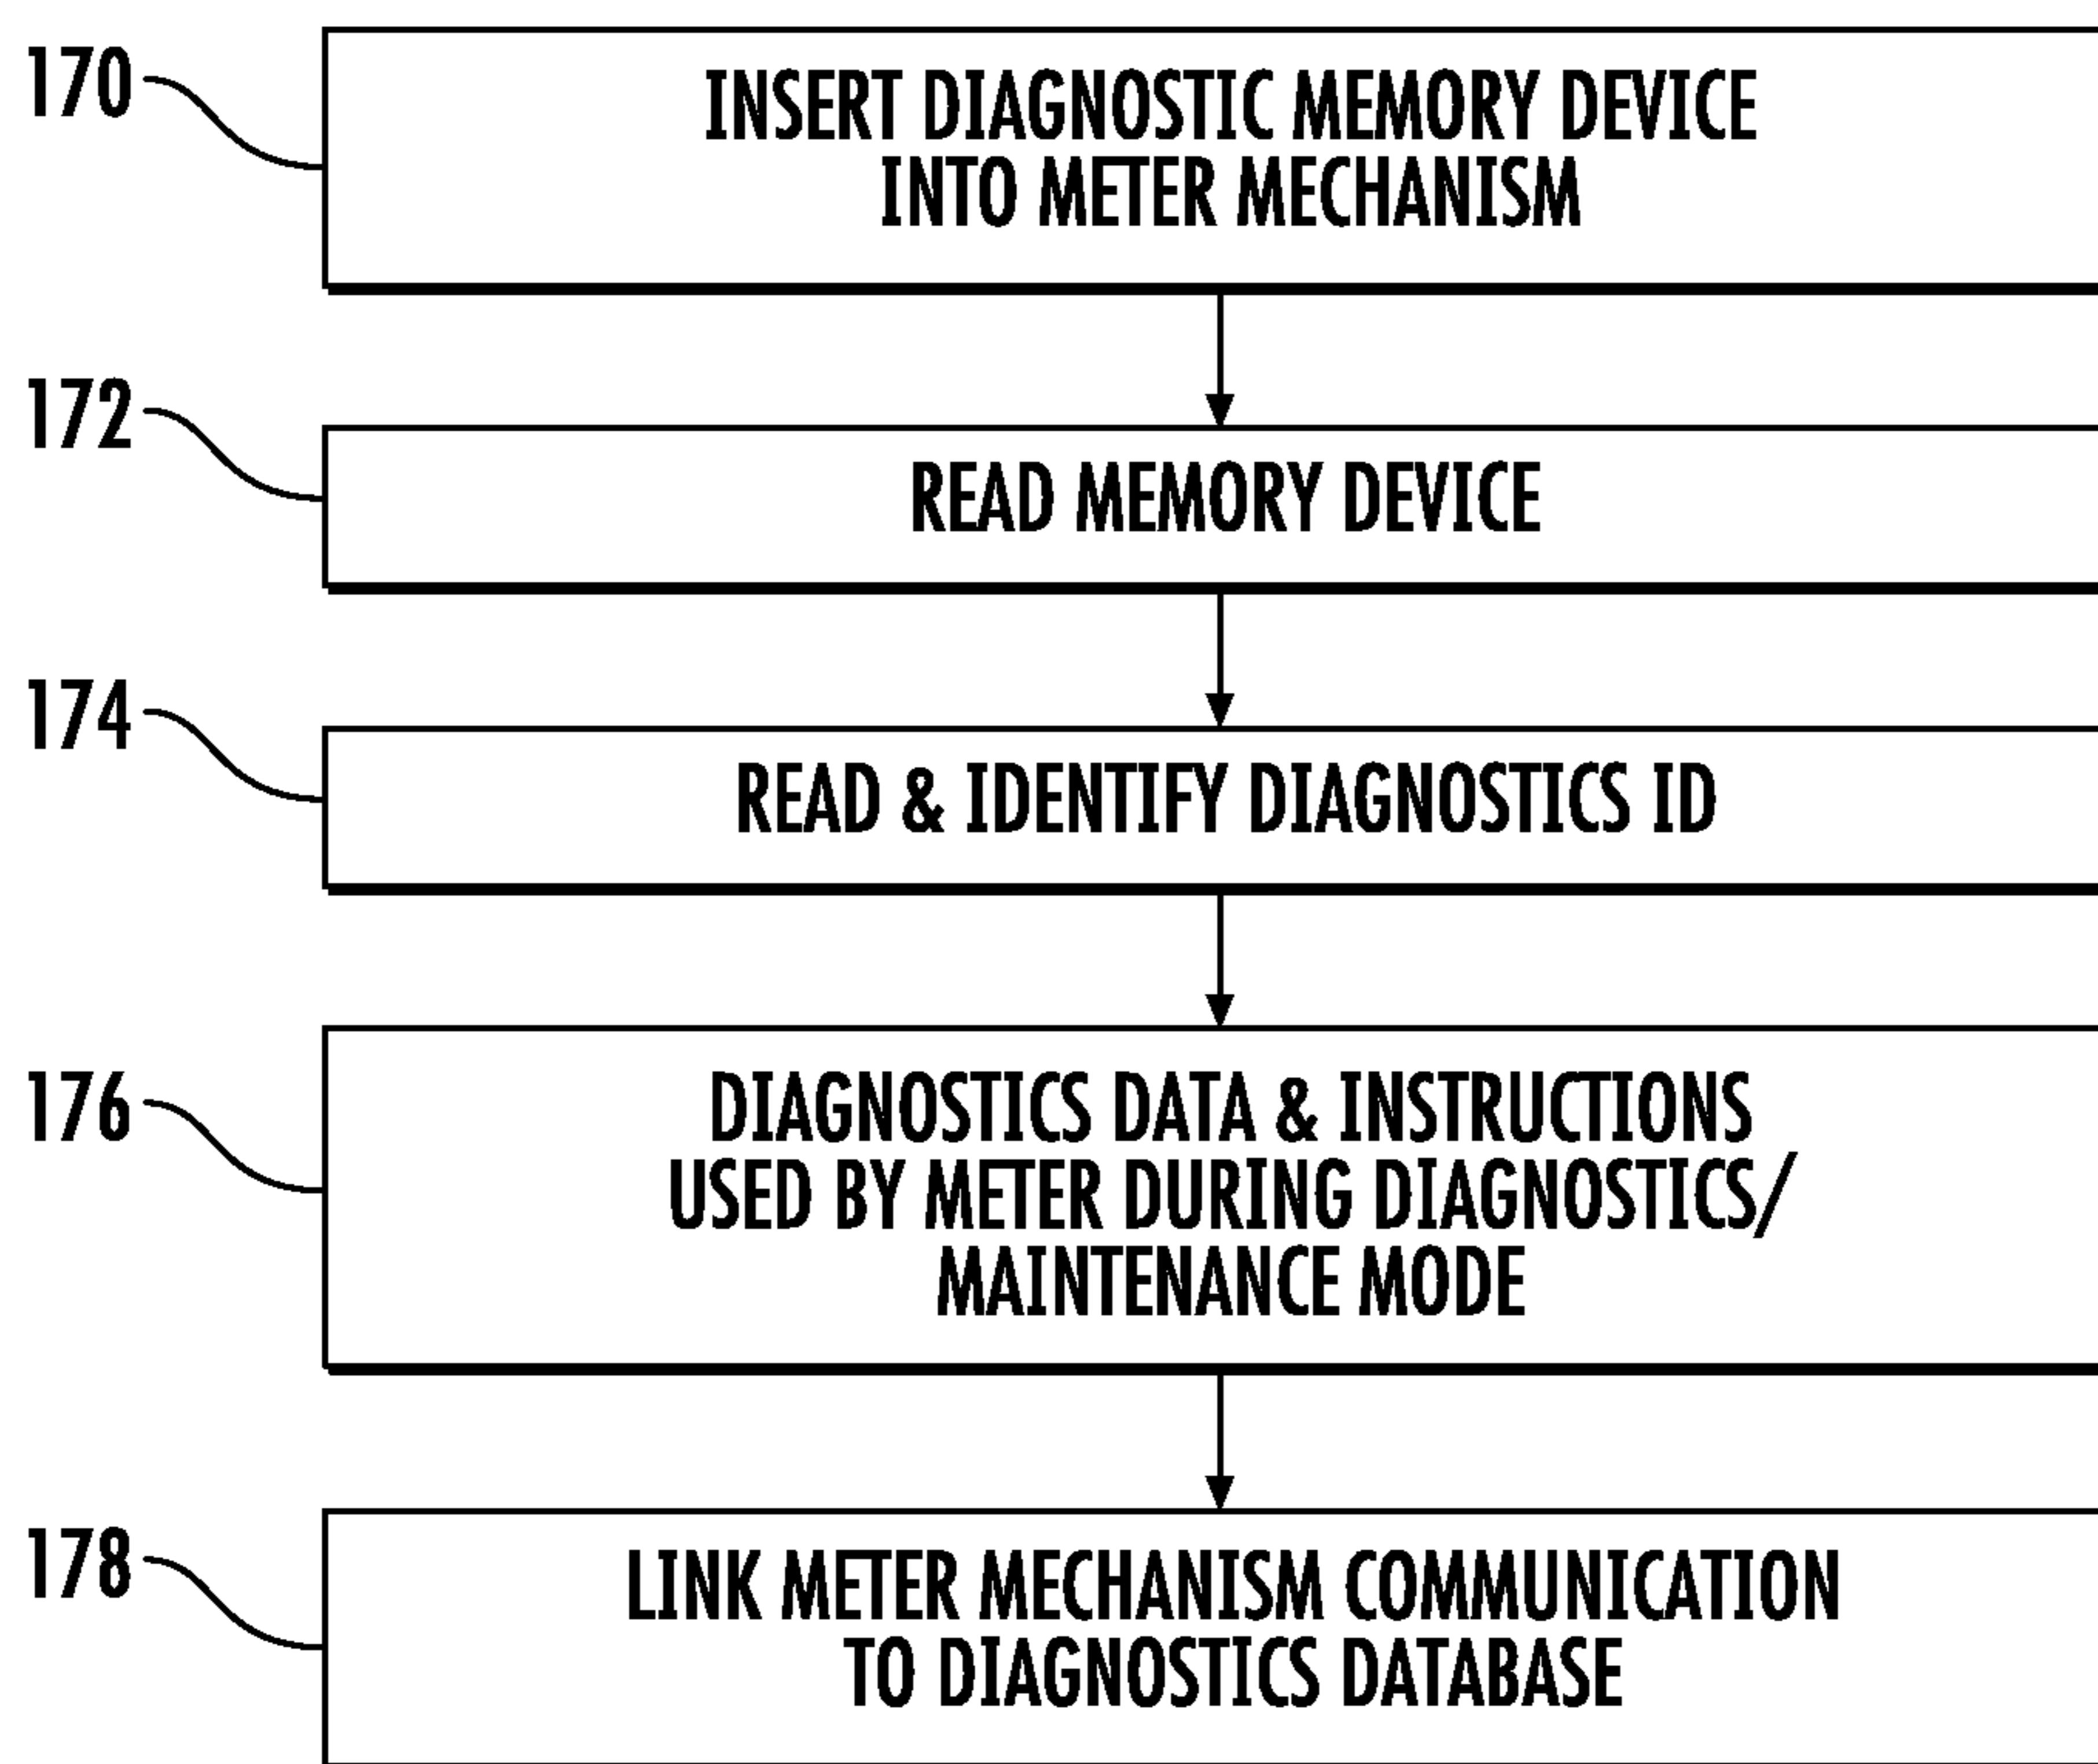 170
INSERT DIAGNOSTIC MEMORY DEVICE
INTO METER MECHANISM
172
READ MEMORY DEVICE
174
READ & IDENTIFY DIAGNOSTICS ID
176
DIAGNOSTICS DATA & INSTRUCTIONS
USED BY METER DURING DIAGNOSTICS/
MAINTENANCE MODE
178
LINK METER MECHANISM COMMUNICATION
TO DIAGNOSTICS DATABASE